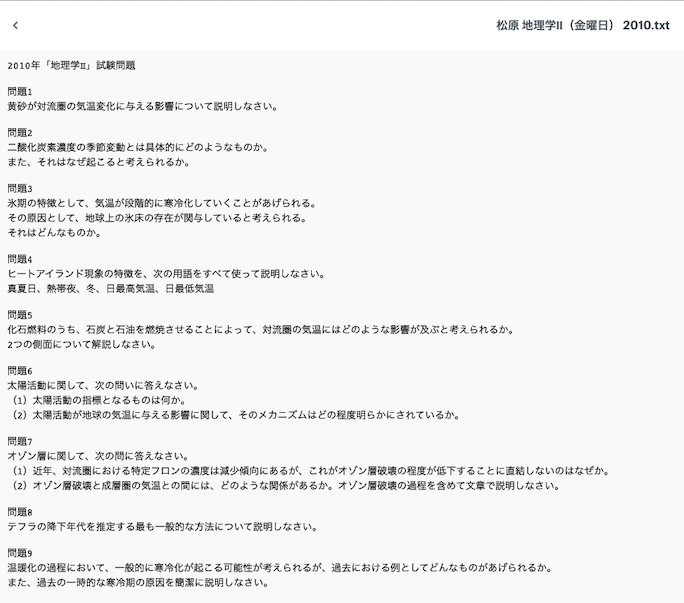 松原 地理学II（金曜日） 2010.txt
2010年「地理学Ⅱ」試験問題
問題1
黄砂が対流圏の気温変化に与える影響について説明しなさい。
問題2
二酸化炭素濃度の季節変動とは具体的にどのようなものか。
また、それはなぜ起こると考えられるか。
問題3
氷期の特徴として、気温が段階的に寒冷化していくことがあげられる。
その原因として、地球上の氷床の存在が関与していると考えられる。
それはどんなものか。
問題4
ヒートアイランド現象の特徴を、次の用語をすべて使って説明しなさい。
真夏日、熱帯夜、冬、日最高気温、日最低気温
問題5
化石燃料のうち、石炭と石油を燃焼させることによって、対流圏の気温にはどのような影響が及ぶと考えられるか。
2つの側面について解説しなさい。
問題6
太陽活動に関して、次の問いに答えなさい。
（1）太陽活動の指標となるものは何か。
（2）太陽活動が地球の気温に与える影響に関して、そのメカニズムはどの程度明らかにされているか。
問題7
オゾン層に関して、次の問に答えなさい。
（1）近年、対流圏における特定フロンの濃度は減少傾向にあるが、これがオゾン層破壊の程度が低下することに直結しないのはなぜか。
（2）オゾン層破壊と成層圏の気温との間には、どのような関係があるか。オゾン層破壊の過程を含めて文章で説明しなさい。
問題8
テフラの降下年代を推定する最も一般的な方法について説明しなさい。
問題9
温暖化の過程において、一般的に寒冷化が起こる可能性が考えられるが、過去における例としてどんなものがあげられるか。
また、過去の一時的な寒冷期の原因を簡潔に説明しなさい。